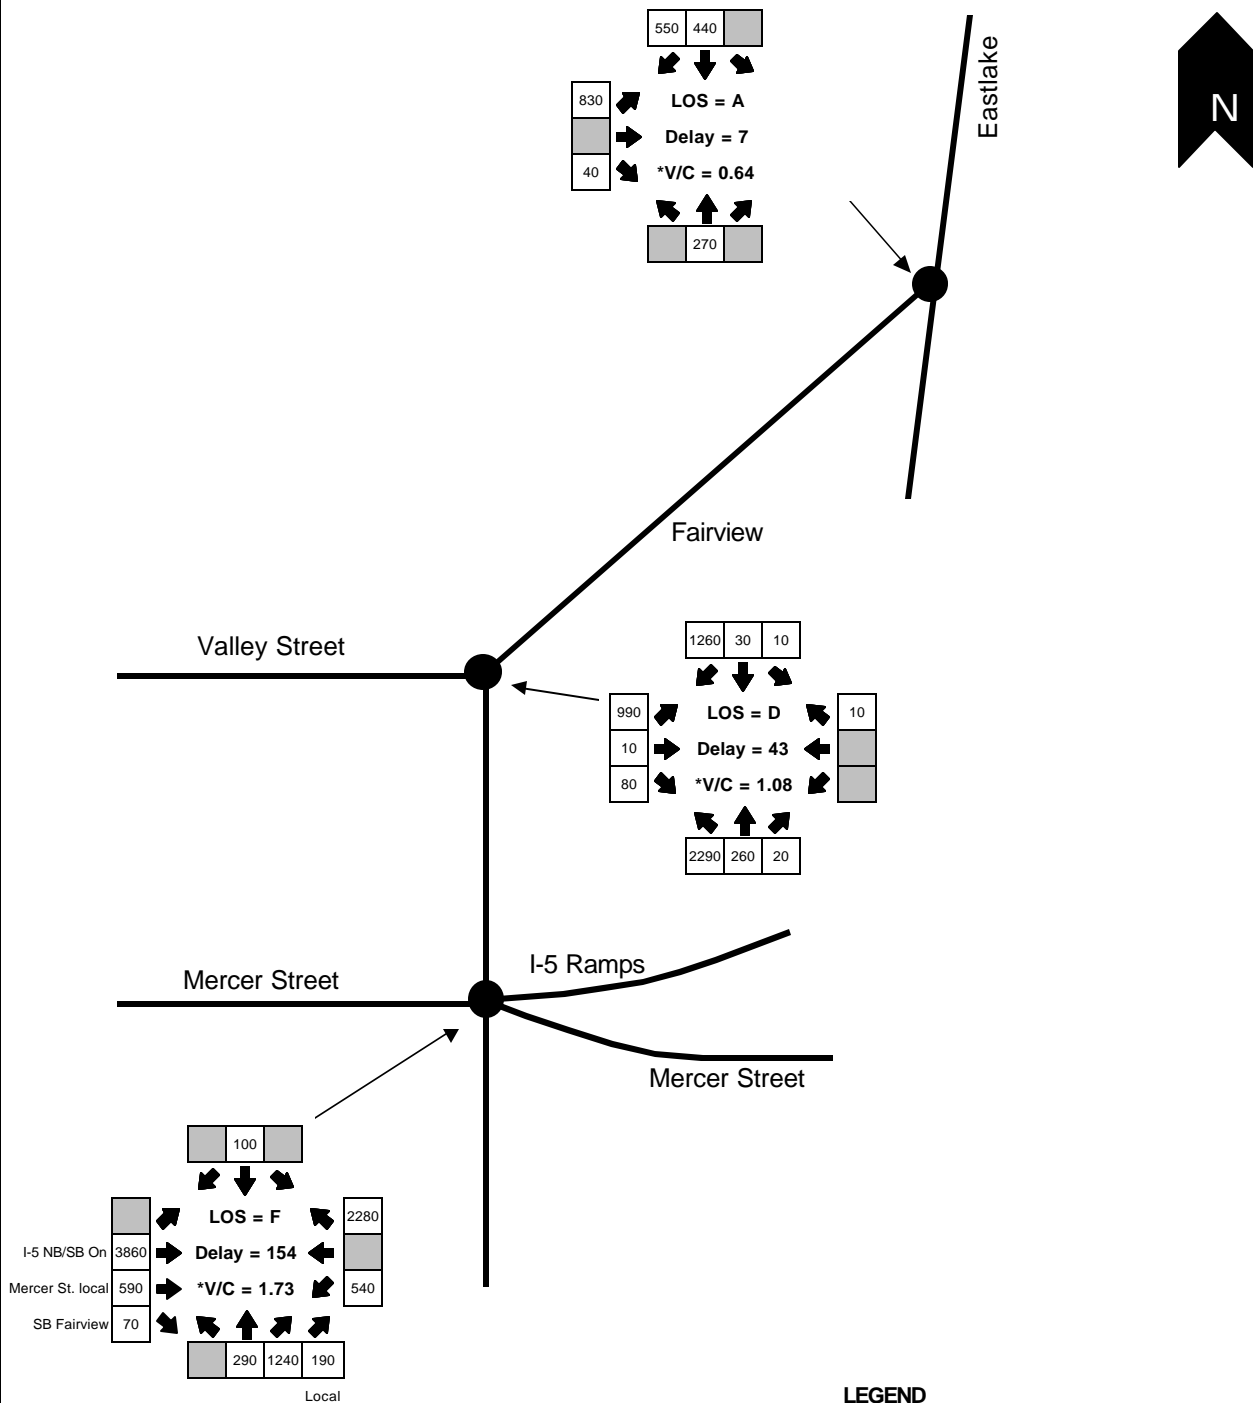 550 440
Eastlake
N
830
LOS = A
Delay = 7
40
*V/C = 0.64
270
Fairview
Valley Street
1260 30 10
990
LOS = D
10
10
Delay = 43
80
*V/C = 1.08
2290 260 20
I-5 Ramps
Mercer Street
Mercer Street
100
LOS = F
2280
I-5 NB/SB On 3860
Delay = 154
Mercer St. local 590
*V/C = 1.73
540
SB Fairview 70
290 1240 190
Local
LEGEND